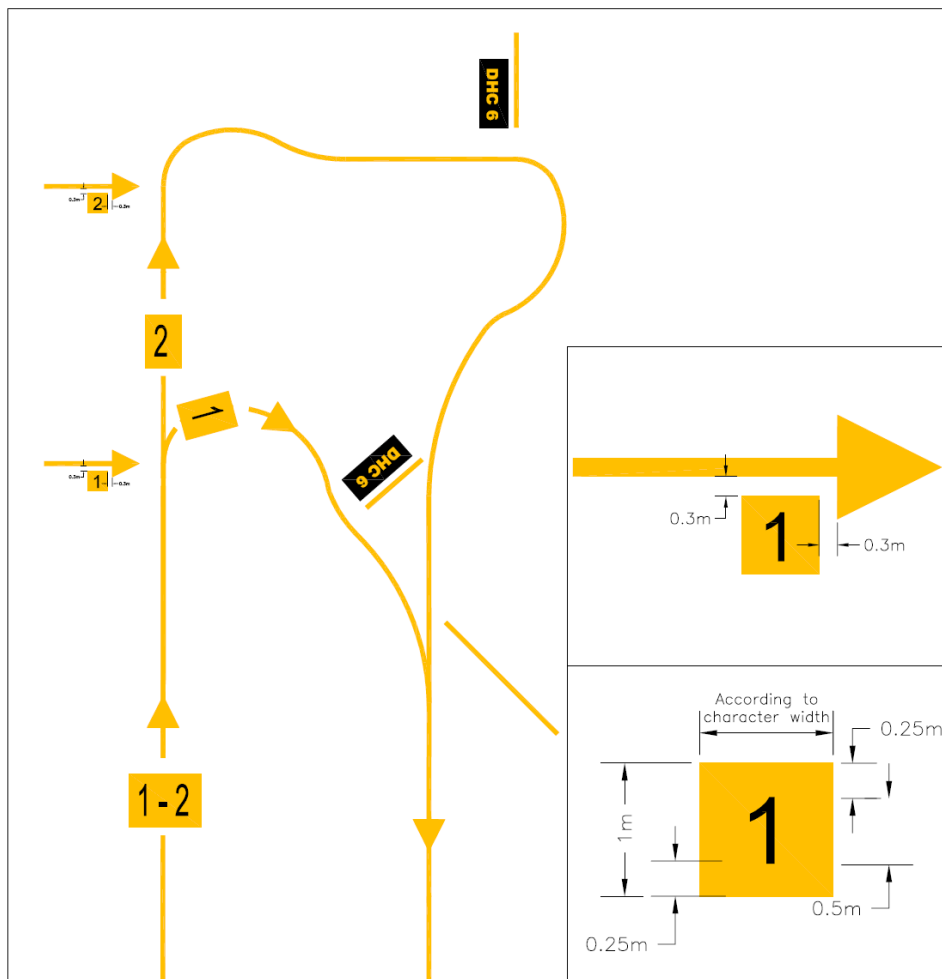 DHC 6
2
0.3m
0.3m
2
1
DHC 6
1
0.3m
0.3m
1 - 2
1
0.3m
0.3m
According to
character width
0.25m
1m
1
0.5m
0.25m